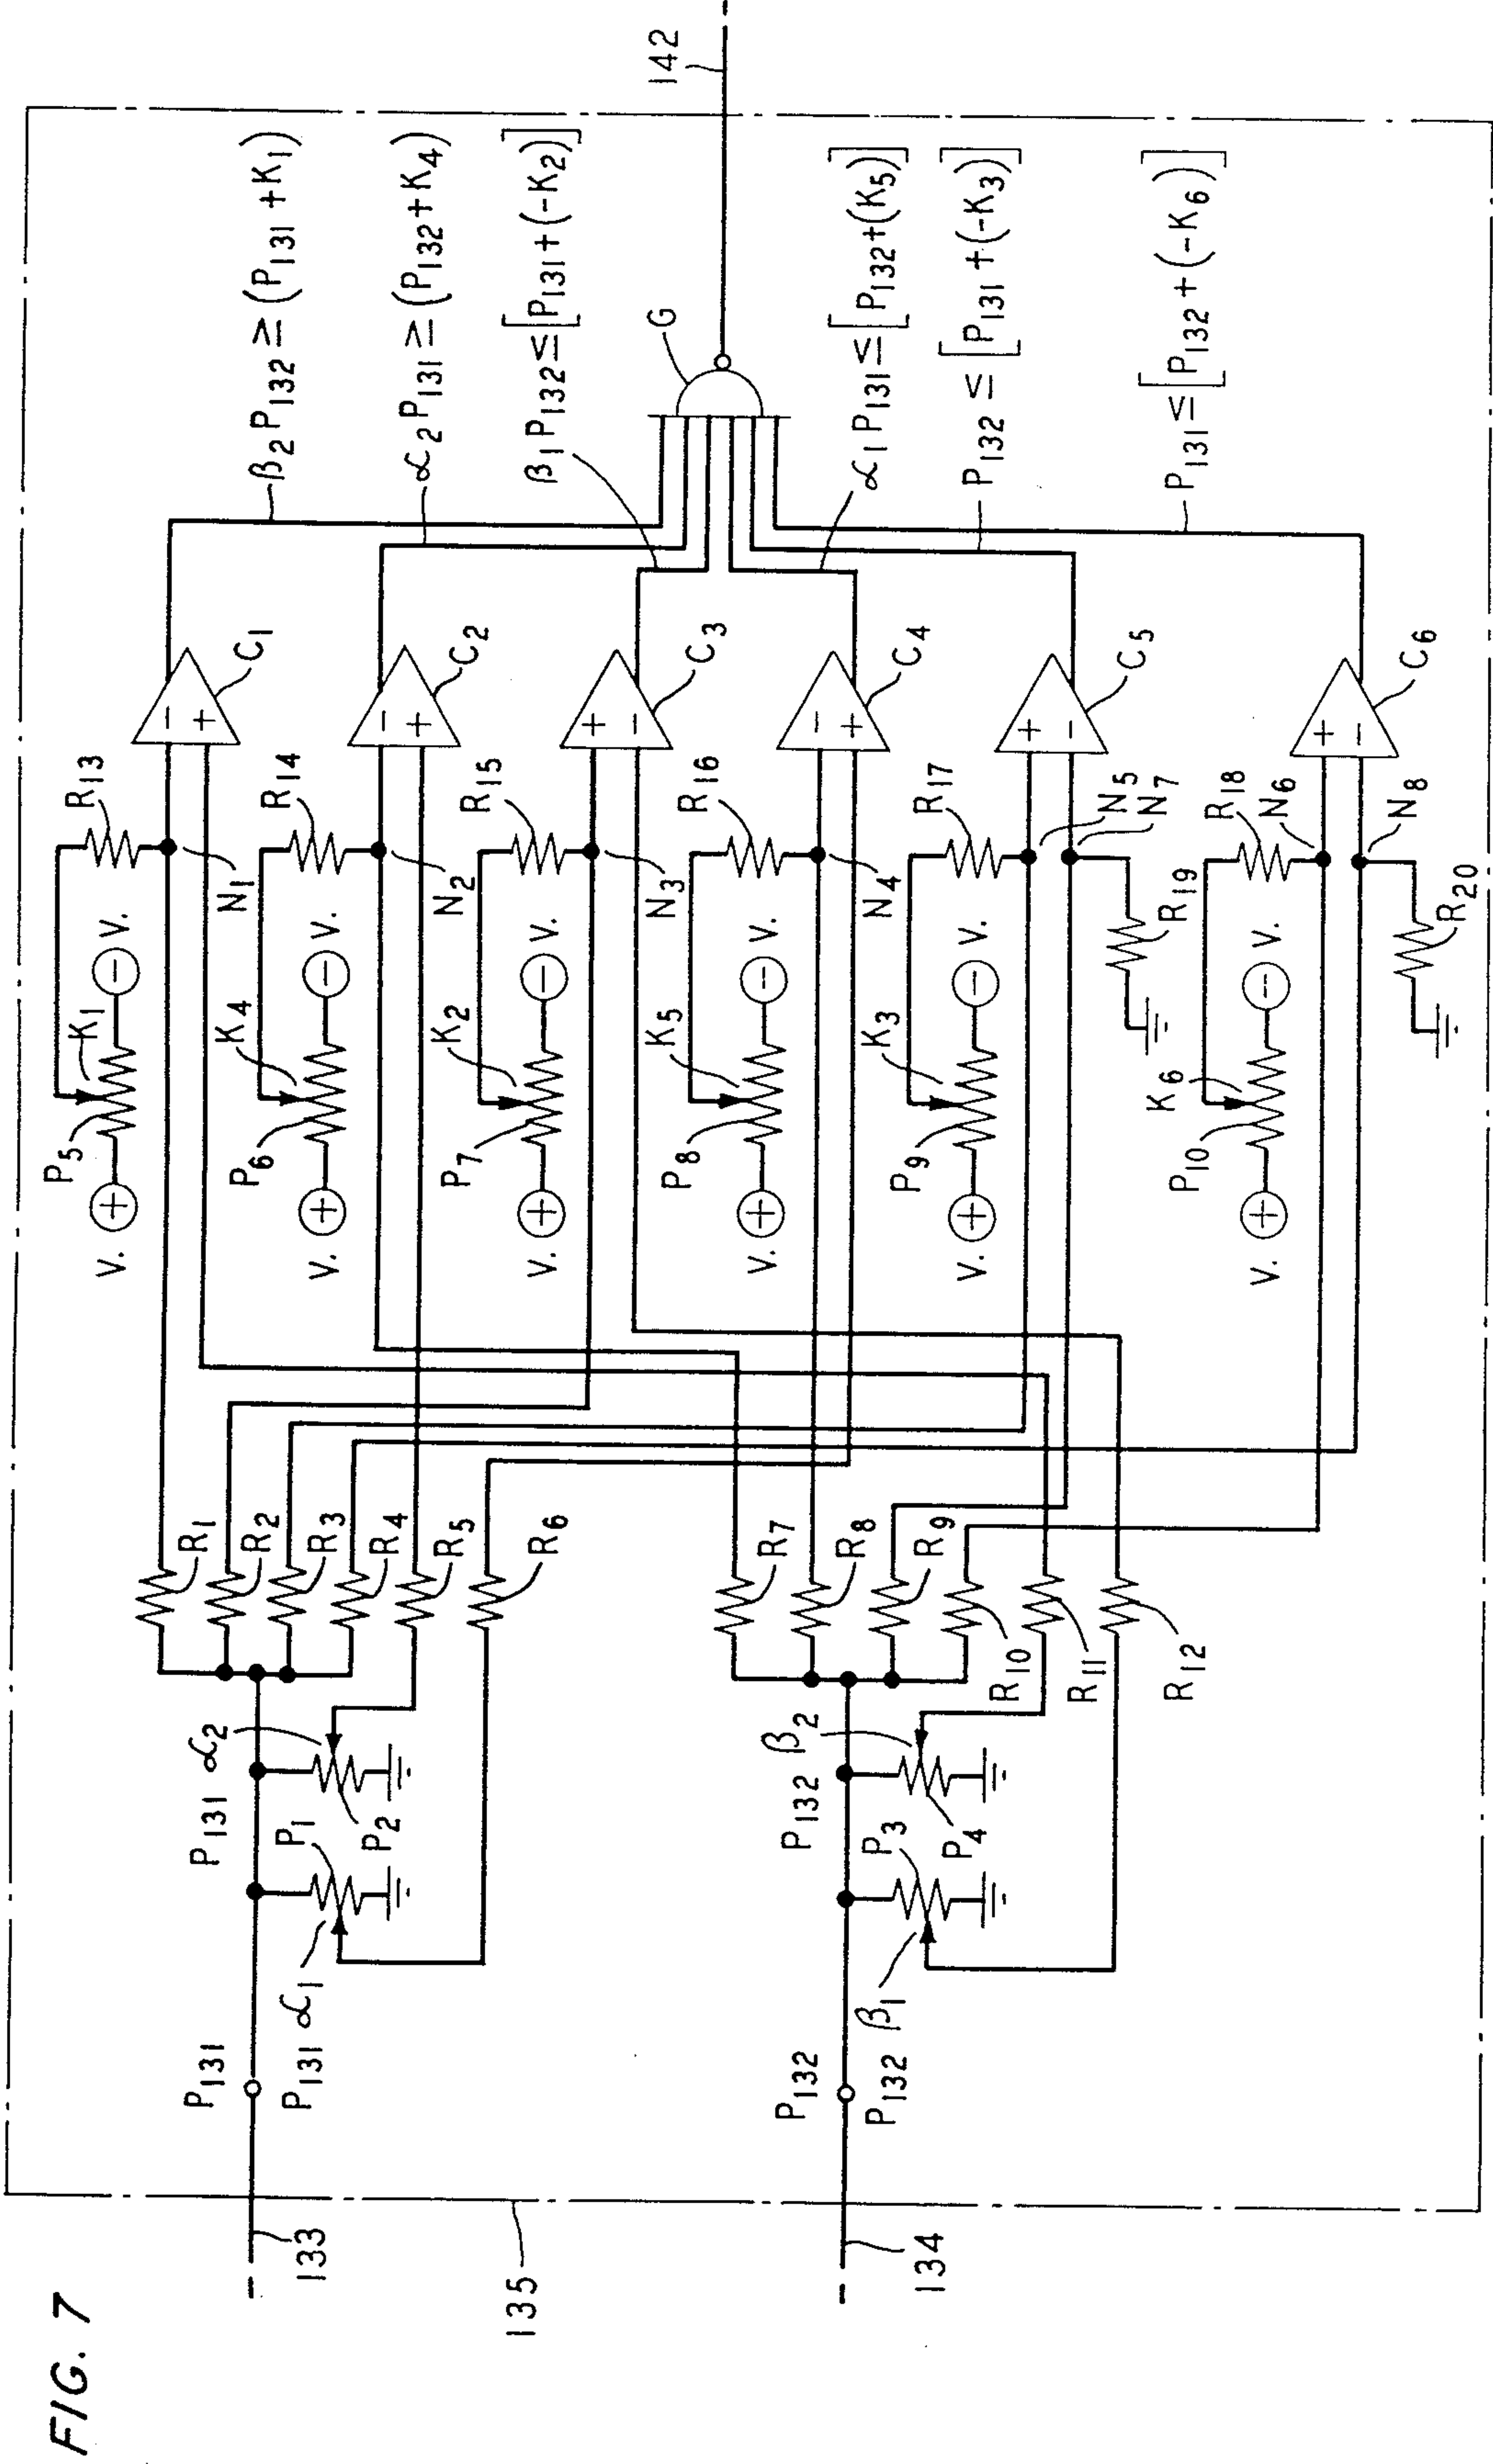 FIG. 7
135
133
134
142
P131
P131 α1
P131 α2
P1
P2
P132
P132
β1
P132
β2
P3
P4
R1
R2
R3
R4
R5
R6
R7
R8
R9
R10
R11
R12
V. + - V.
P5
K1
R13
N1
- +
C1
V. + - V.
P6
K4
R14
N2
- +
C2
V. + - V.
P7
K2
R15
N3
+ -
C3
V. + - V.
P8
K5
R16
N4
- +
C4
V. + - V.
P9
K3
R17
N5
N7
R19
+ -
C5
V. + - V.
P10
K6
R18
N6
N8
R20
+ -
C6
G
β2 P132 ≥ (P131 + K1)
α2 P131 ≥ (P132 + K4)
β1 P132 ≤ [P131 + (-K2)]
α1 P131 ≤ [P132 + (K5)]
P132 ≤ [P131 + (-K3)]
P131 ≤ [P132 + (-K6)]